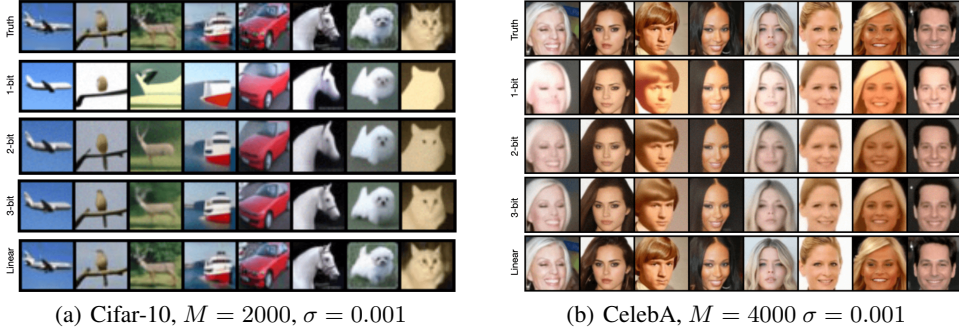 Truth
1-bit
2-bit
3-bit
Linear
(a) Cifar-10, M = 2000, σ = 0.001
Truth
1-bit
2-bit
3-bit
Linear
(b) CelebA, M = 4000 σ = 0.001